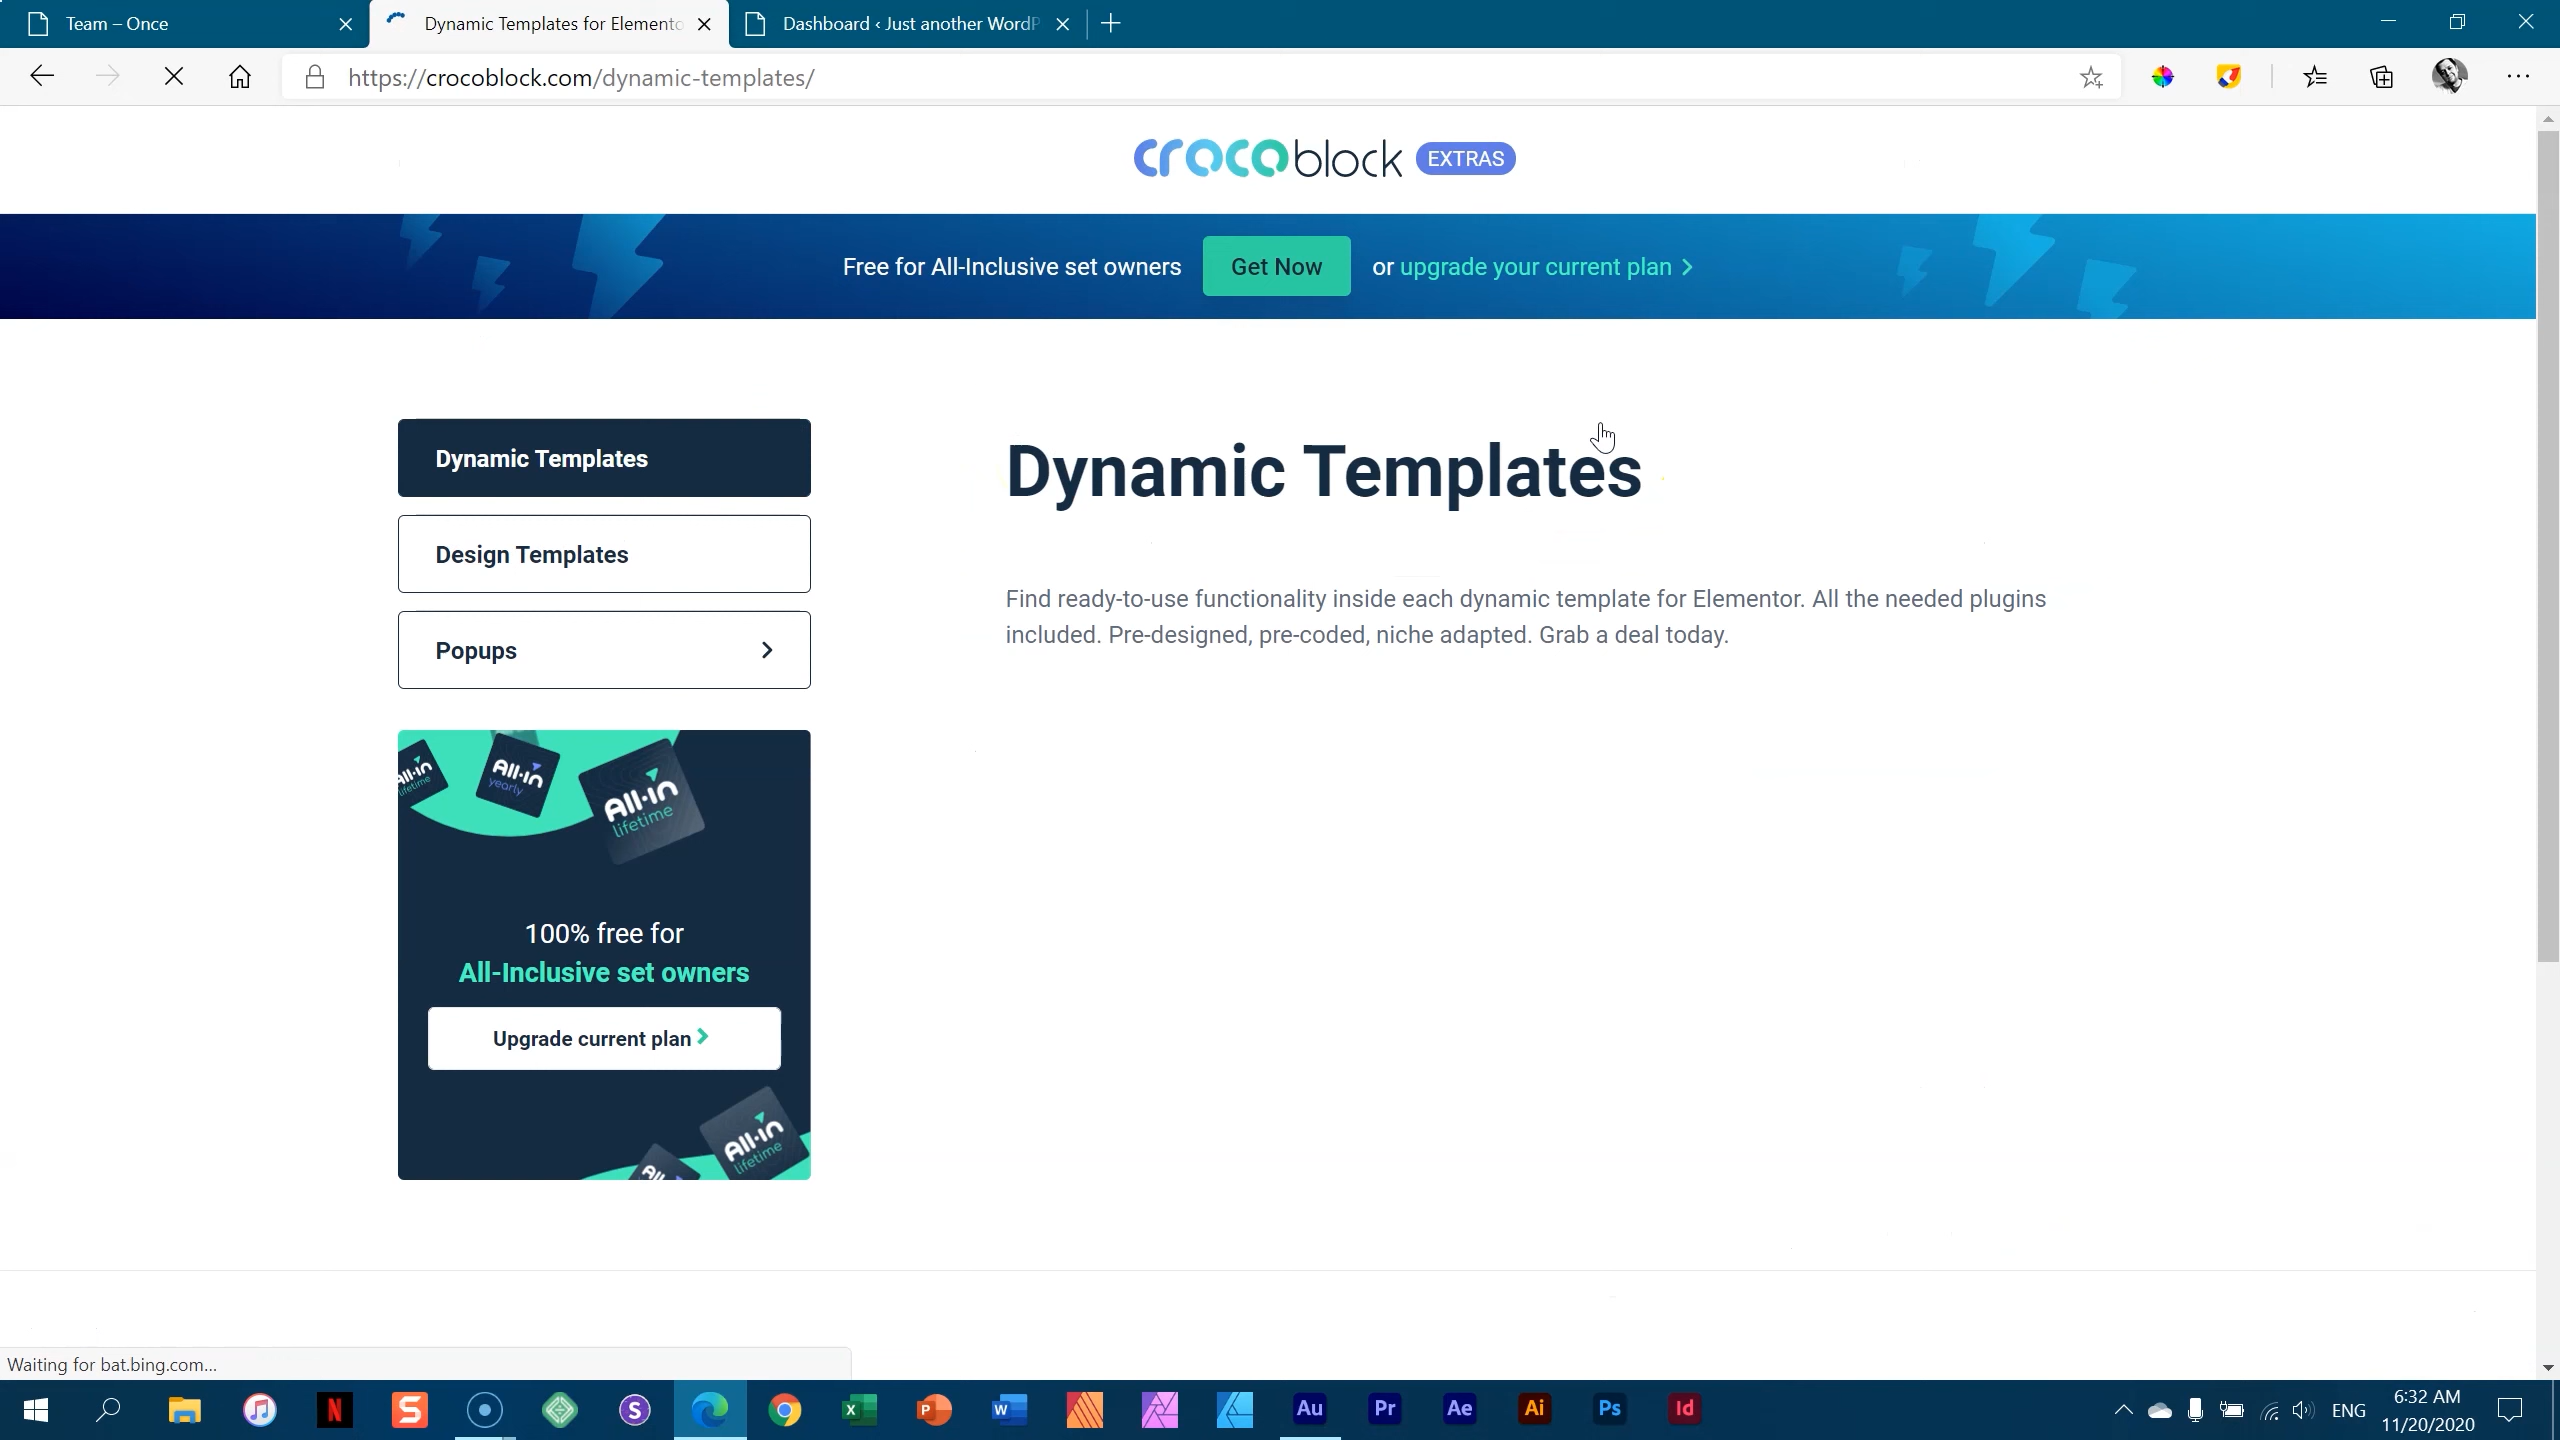 Team – Once
Dynamic Templates for Elemento
Dashboard ‹ Just another WordP
https://crocoblock.com/dynamic-templates/
crocoblock EXTRAS
Free for All-Inclusive set owners Get Now or upgrade your current plan
Dynamic Templates
Design Templates
Popups
Dynamic Templates
Find ready-to-use functionality inside each dynamic template for Elementor. All the needed plugins
included. Pre-designed, pre-coded, niche adapted. Grab a deal today.
All-in
lifetime
All-in
yearly
All-in
lifetime
100% free for
All-Inclusive set owners
Upgrade current plan
All-in
lifetime
Waiting for bat.bing.com...
N
S
S
X
P
W
Au
Pr
Ae
Ai
Ps
Id
ENG
6:32 AM
11/20/2020